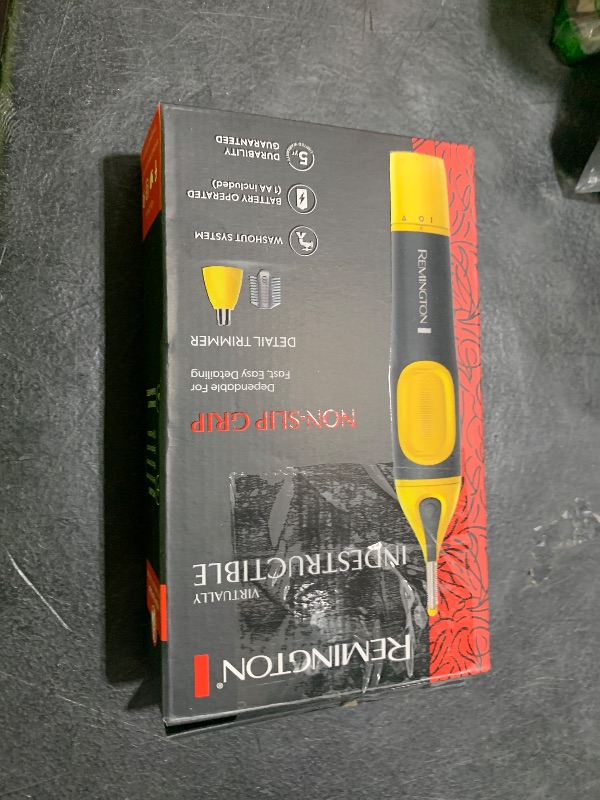 REMINGTON®
VIRTUALLY
INDESTRUCTIBLE
NON-SLIP GRIP
Dependable For
Fast, Easy Detailing
DETAIL TRIMMER
WASHOUT SYSTEM
BATTERY OPERATED
(1 AA included)
5 yr
DURABILITY
GUARANTEED
REMINGTON